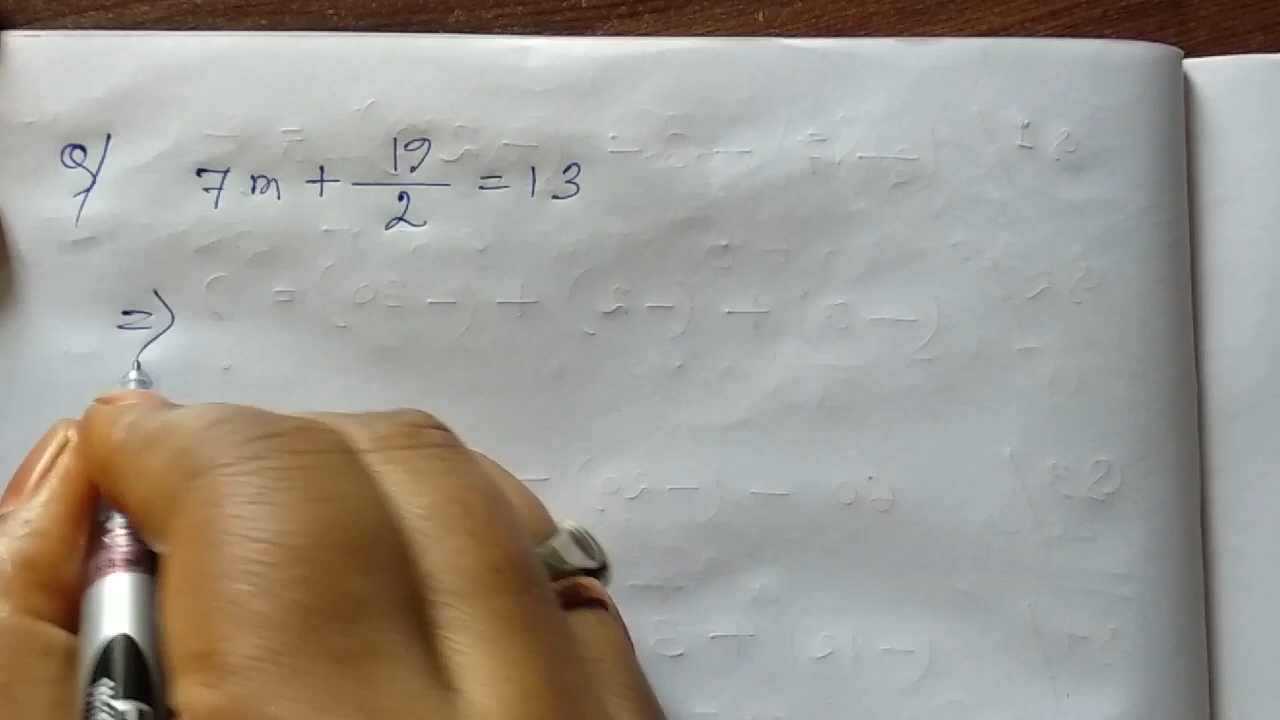 Q/ 7m + 19/2 = 13
=>